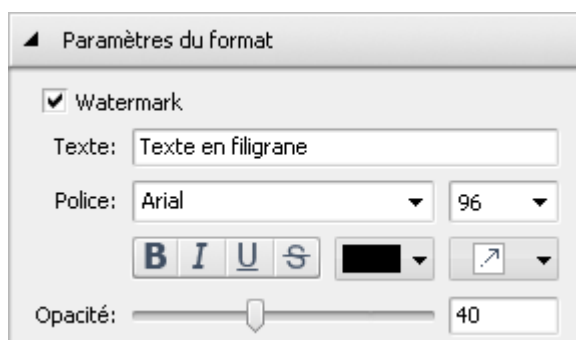 Paramètres du format
Watermark
Texte: Texte en filigrane
Police: Arial 96
B I U S
Opacité: 40